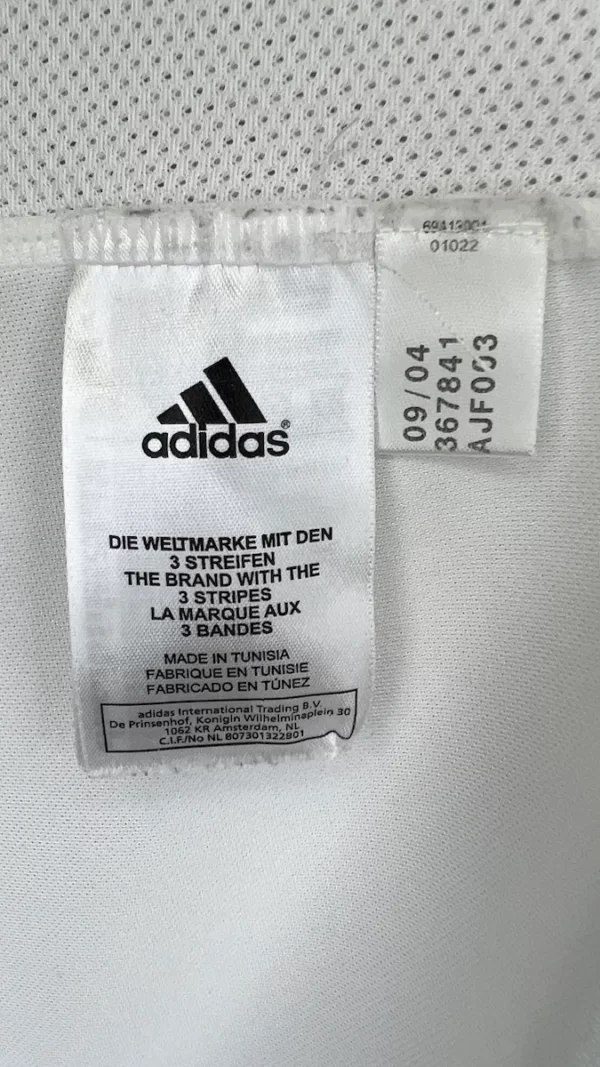 adidas®
DIE WELTMARKE MIT DEN
3 STREIFEN
THE BRAND WITH THE
3 STRIPES
LA MARQUE AUX
3 BANDES
MADE IN TUNISIA
FABRIQUE EN TUNISIE
FABRICADO EN TÚNEZ
adidas International Trading B.V.
De Prinsenhof, Konigin Wilhelminaplein 30
1062 KR Amsterdam, NL
C.I.F./No NL 807301322B01
01022
09/04
367841
AJF003